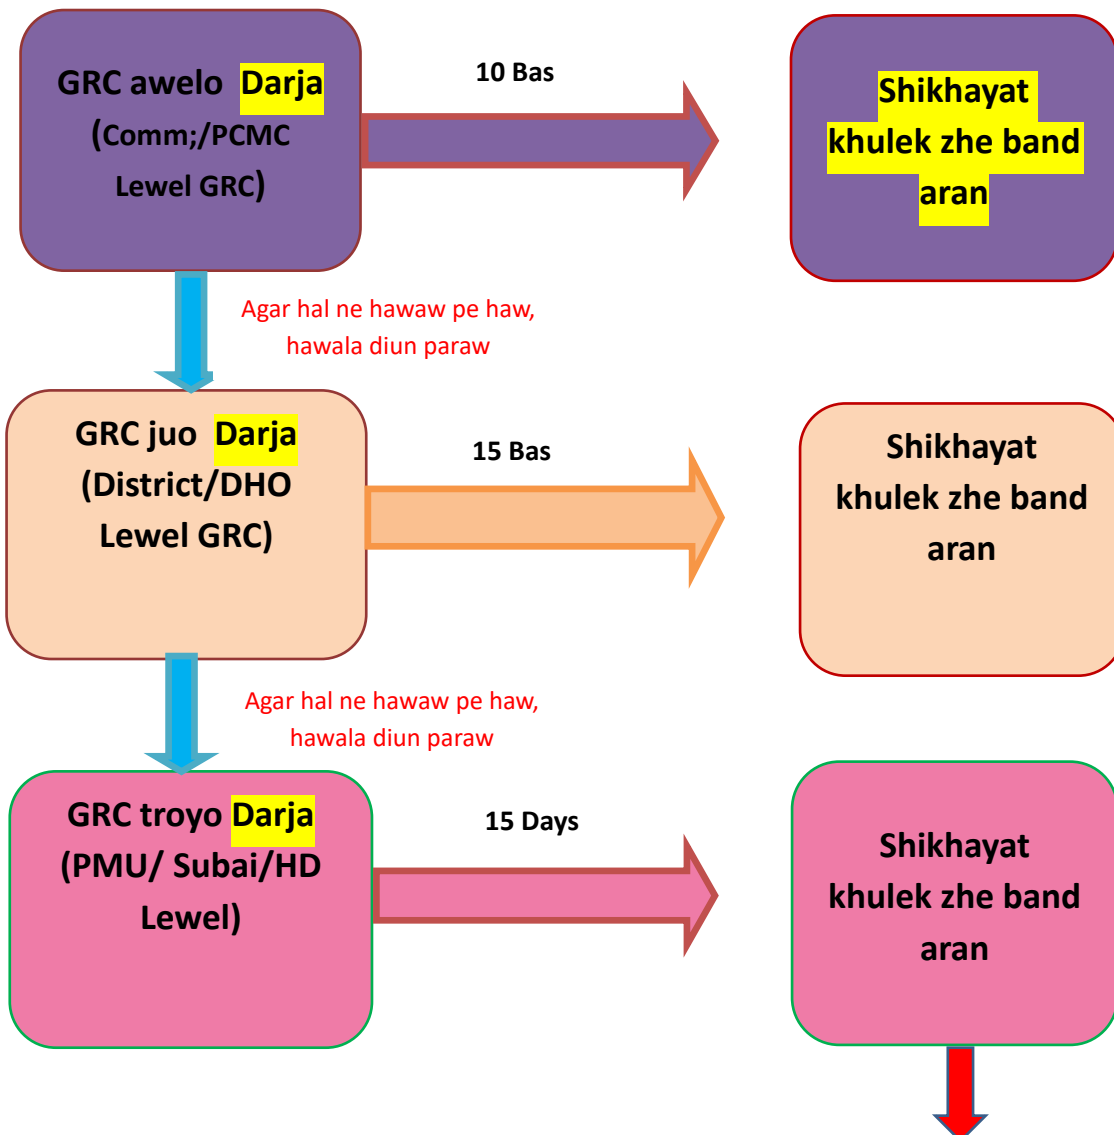 GRC awelo Darja
(Comm;/PCMC
Lewel GRC)
10 Bas
Shikhayat
khulek zhe band
aran
Agar hal ne hawaw pe haw,
hawala diun paraw
GRC juo Darja
(District/DHO
Lewel GRC)
15 Bas
Shikhayat
khulek zhe band
aran
Agar hal ne hawaw pe haw,
hawala diun paraw
GRC troyo Darja
(PMU/ Subai/HD
Lewel)
15 Days
Shikhayat
khulek zhe band
aran